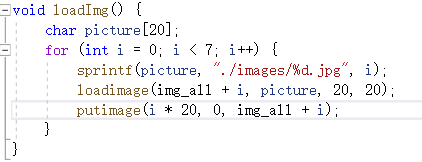 void loadImg() {
char picture[20];
for (int i = 0; i < 7; i++) {
sprintf(picture, "./images/%d.jpg", i);
loadimage(img_all + i, picture, 20, 20);
putimage(i * 20, 0, img_all + i);
}
}